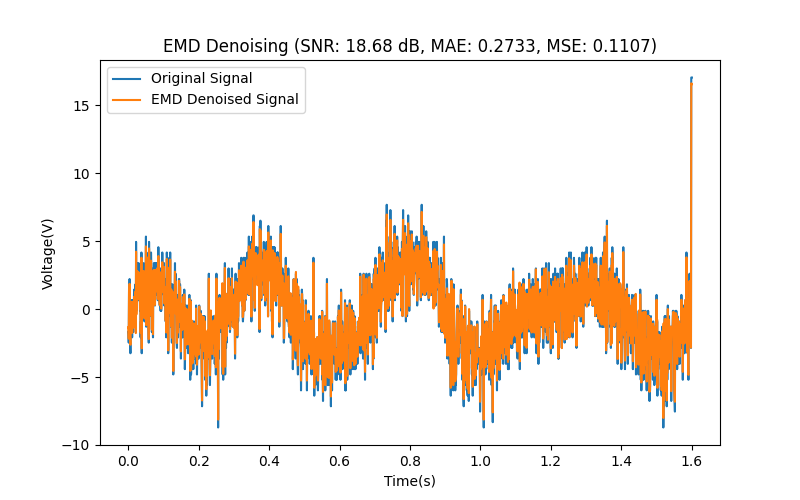 EMD Denoising (SNR: 18.68 dB, MAE: 0.2733, MSE: 0.1107)
Original Signal
EMD Denoised Signal
15
10
5
0
−5
−10
Voltage(V)
0.0 0.2 0.4 0.6 0.8 1.0 1.2 1.4 1.6
Time(s)